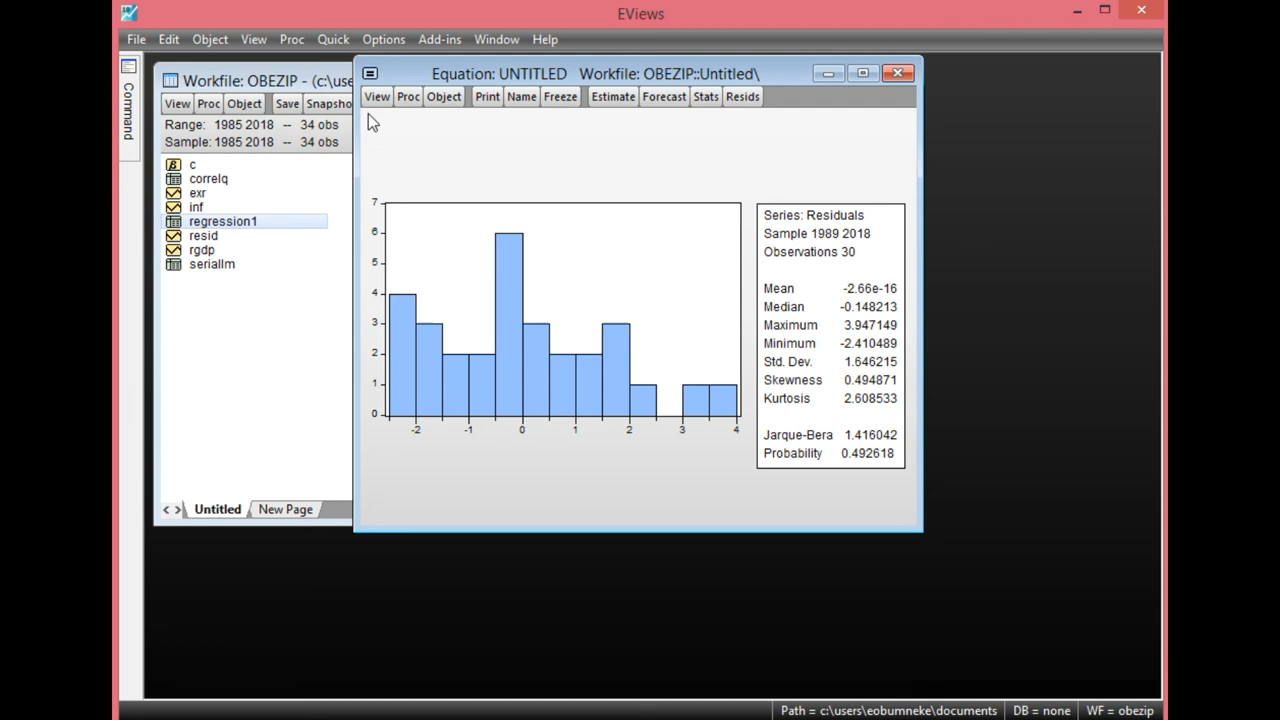 EViews
File Edit Object View Proc Quick Options Add-ins Window Help
Command
Workfile: OBEZIP - (c:\use
View Proc Object Save Snapsho
Range: 1985 2018 -- 34 obs
Sample: 1985 2018 -- 34 obs
c
correlq
exr
inf
regression1
resid
rgdp
seriallm
Untitled New Page
Equation: UNTITLED Workfile: OBEZIP::Untitled\
View Proc Object Print Name Freeze Estimate Forecast Stats Resids
7
6
5
4
3
2
1
0
-2 -1 0 1 2 3 4
Series: Residuals
Sample 1989 2018
Observations 30
Mean -2.66e-16
Median -0.148213
Maximum 3.947149
Minimum -2.410489
Std. Dev. 1.646215
Skewness 0.494871
Kurtosis 2.608533
Jarque-Bera 1.416042
Probability 0.492618
Path = c:\users\eobumneke\documents DB = none WF = obezip